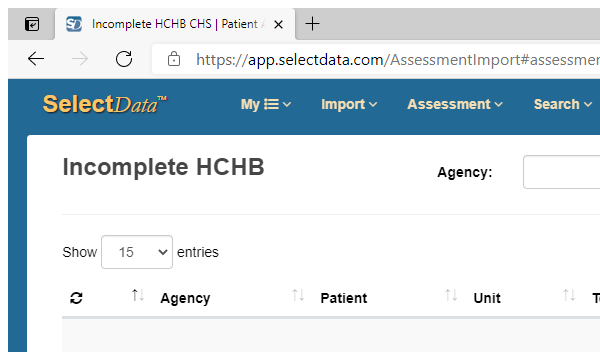 Incomplete HCHB CHS | Patient
https://app.selectdata.com/AssessmentImport#assessmen
SelectData™ My Import Assessment Search
Incomplete HCHB Agency:
Show 15 entries
Agency Patient Unit